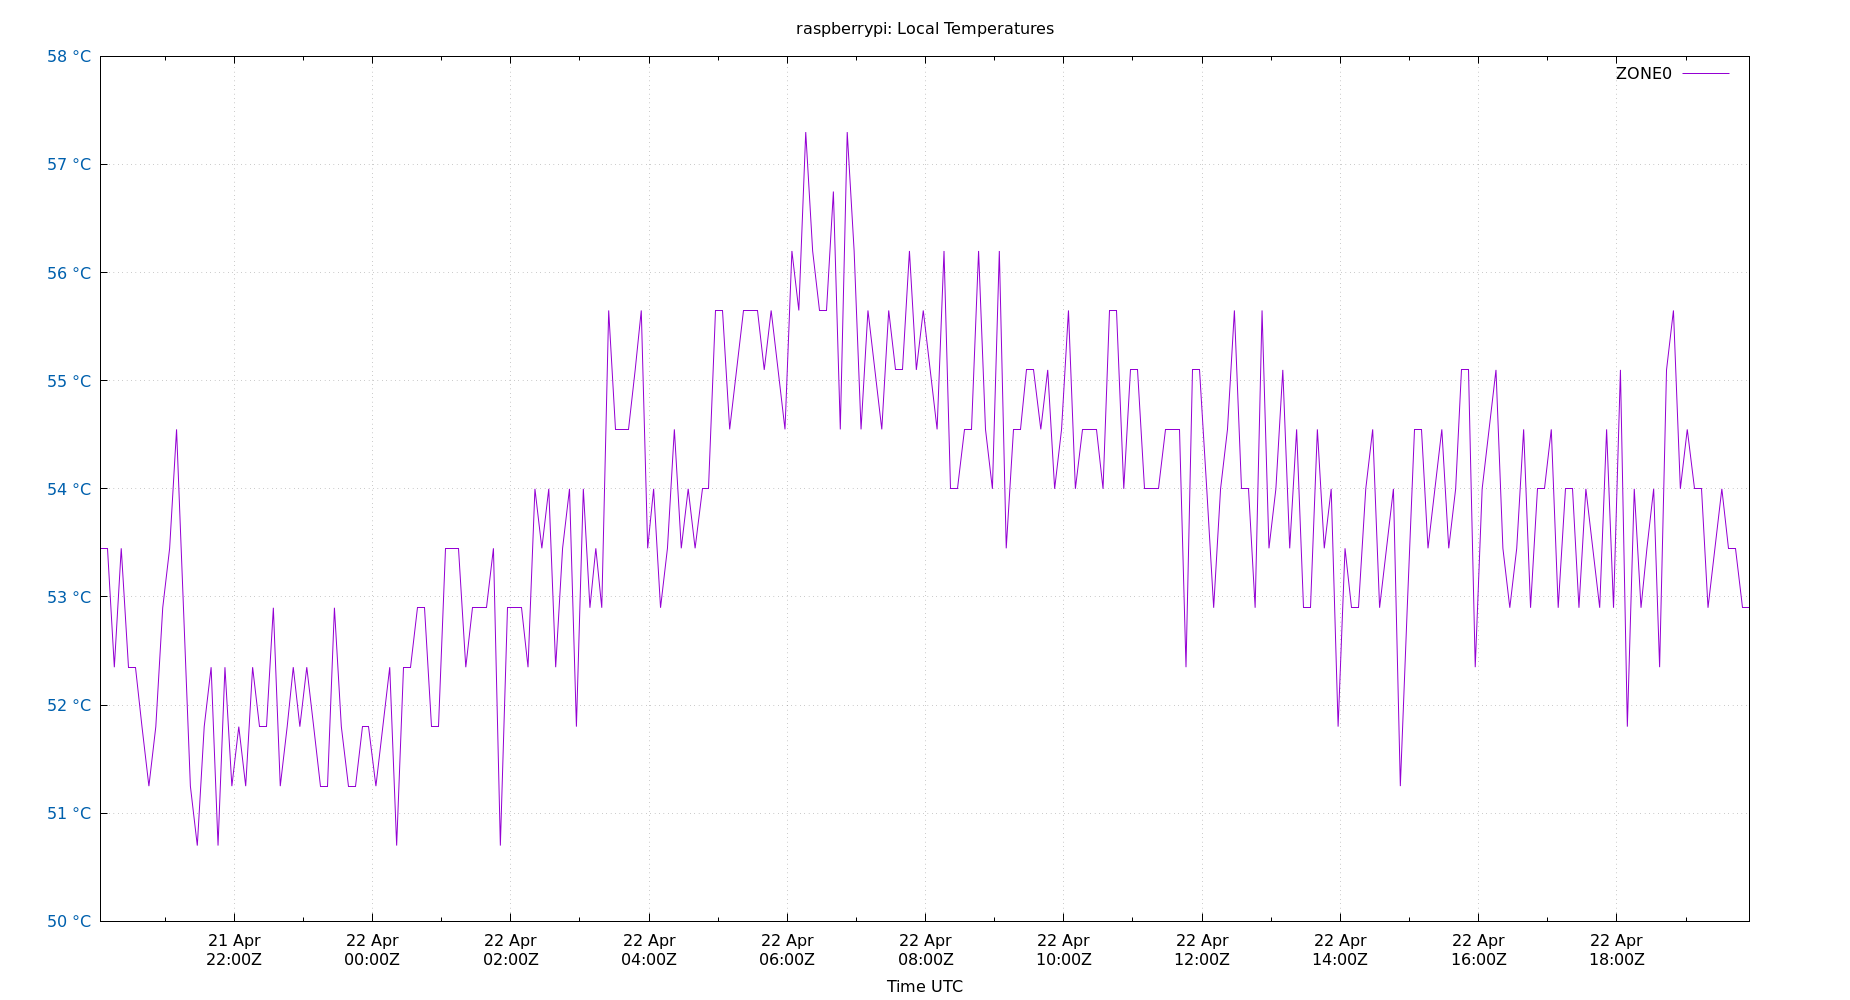 raspberrypi: Local Temperatures
58 °C
ZONE0
57 °C
56 °C
55 °C
54 °C
53 °C
52 °C
51 °C
50 °C
21 Apr 22 Apr 22 Apr 22 Apr 22 Apr 22 Apr 22 Apr 22 Apr 22 Apr 22 Apr 22 Apr
22:00Z 00:00Z 02:00Z 04:00Z 06:00Z 08:00Z 10:00Z 12:00Z 14:00Z 16:00Z 18:00Z
Time UTC